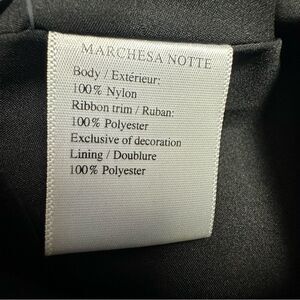 MARCHESA NOTTE
Body / Extérieur:
100% Nylon
Ribbon trim / Ruban:
100% Polyester
Exclusive of decoration
Lining / Doublure
100% Polyester